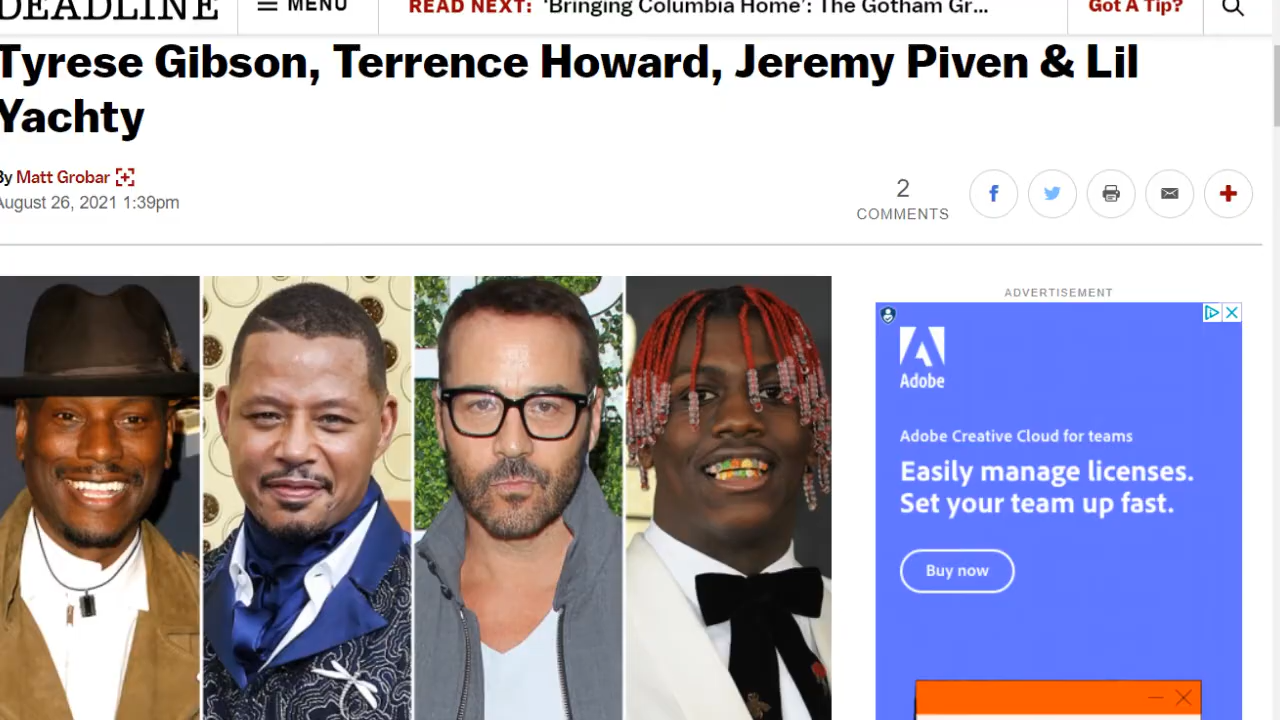 DEADLINE
MENU
READ NEXT: 'Bringing Columbia Home': The Gotham Gr...
Got A Tip?
Tyrese Gibson, Terrence Howard, Jeremy Piven & Lil
Yachty
By Matt Grobar
August 26, 2021 1:39pm
2
COMMENTS
ADVERTISEMENT
Adobe
Adobe Creative Cloud for teams
Easily manage licenses.
Set your team up fast.
Buy now